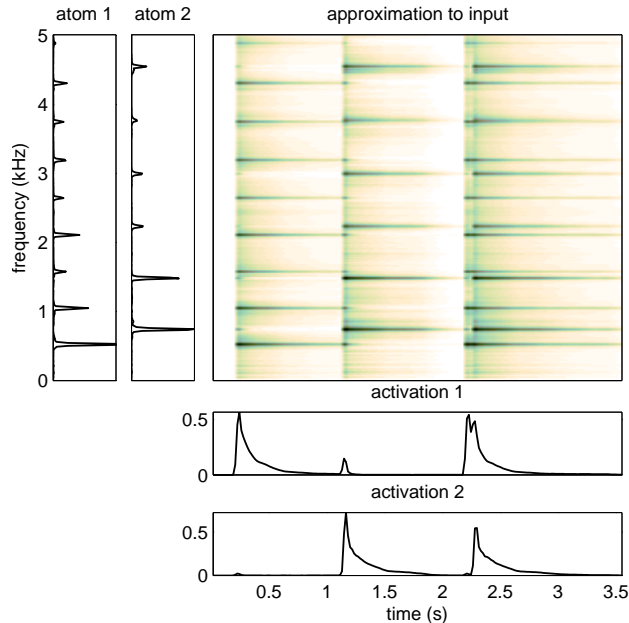 atom 1
atom 2
approximation to input
5
4
3
2
1
0
frequency (kHz)
activation 1
0.5
0
activation 2
0.5
0
0.5 1 1.5 2 2.5 3 3.5
time (s)